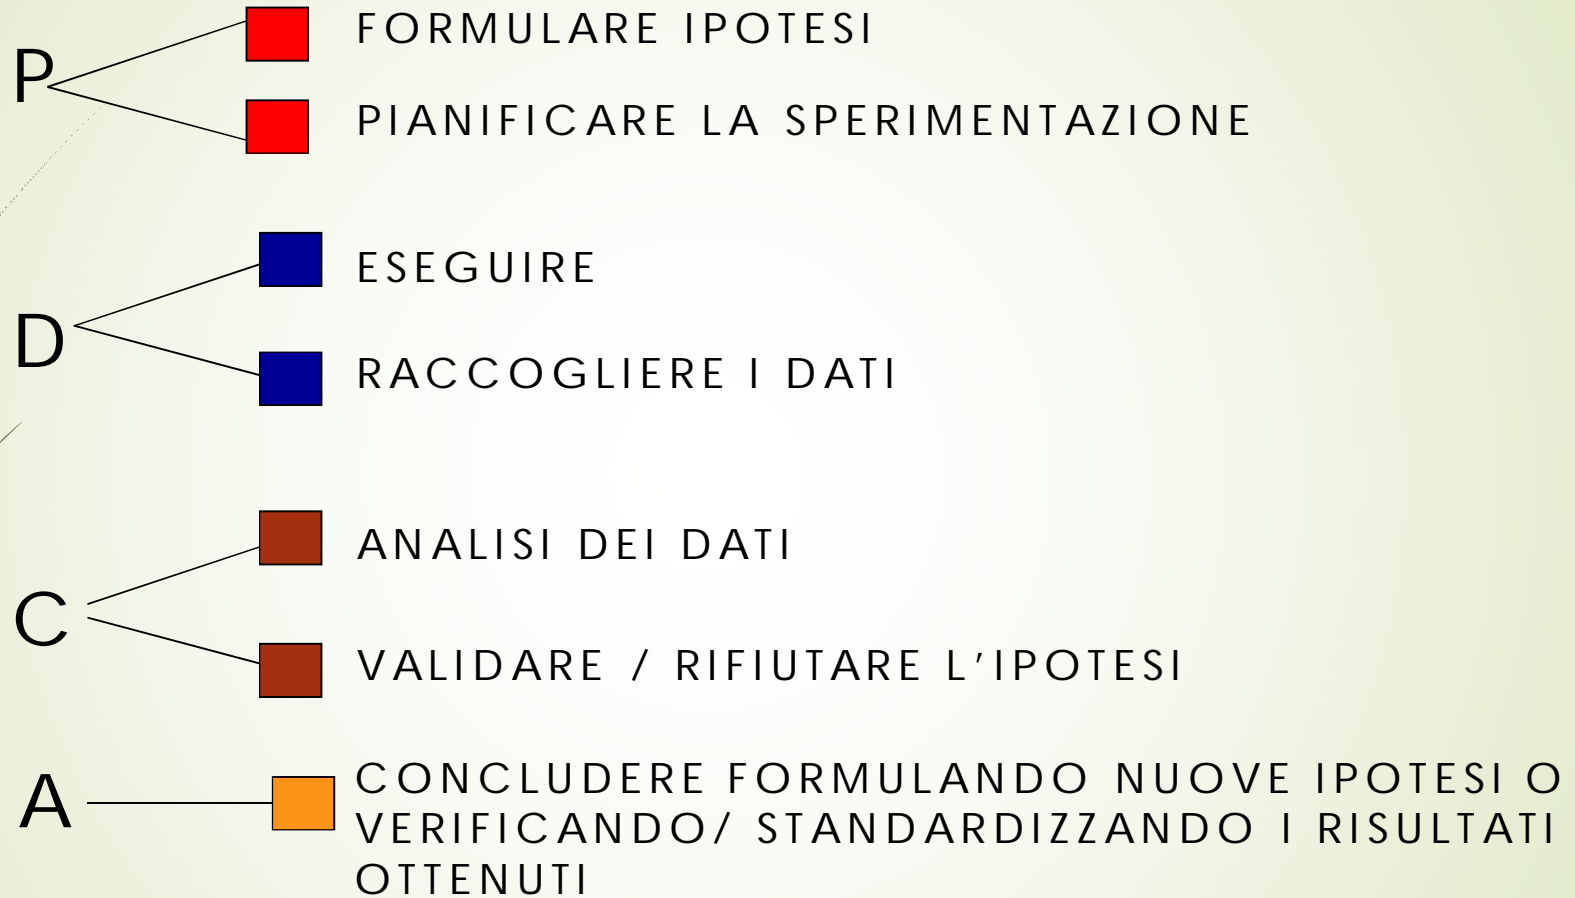 P
FORMULARE IPOTESI
PIANIFICARE LA SPERIMENTAZIONE
D
ESEGUIRE
RACCOGLIERE I DATI
C
ANALISI DEI DATI
VALIDARE / RIFIUTARE L'IPOTESI
A
CONCLUDERE FORMULANDO NUOVE IPOTESI O
VERIFICANDO/ STANDARDIZZANDO I RISULTATI
OTTENUTI